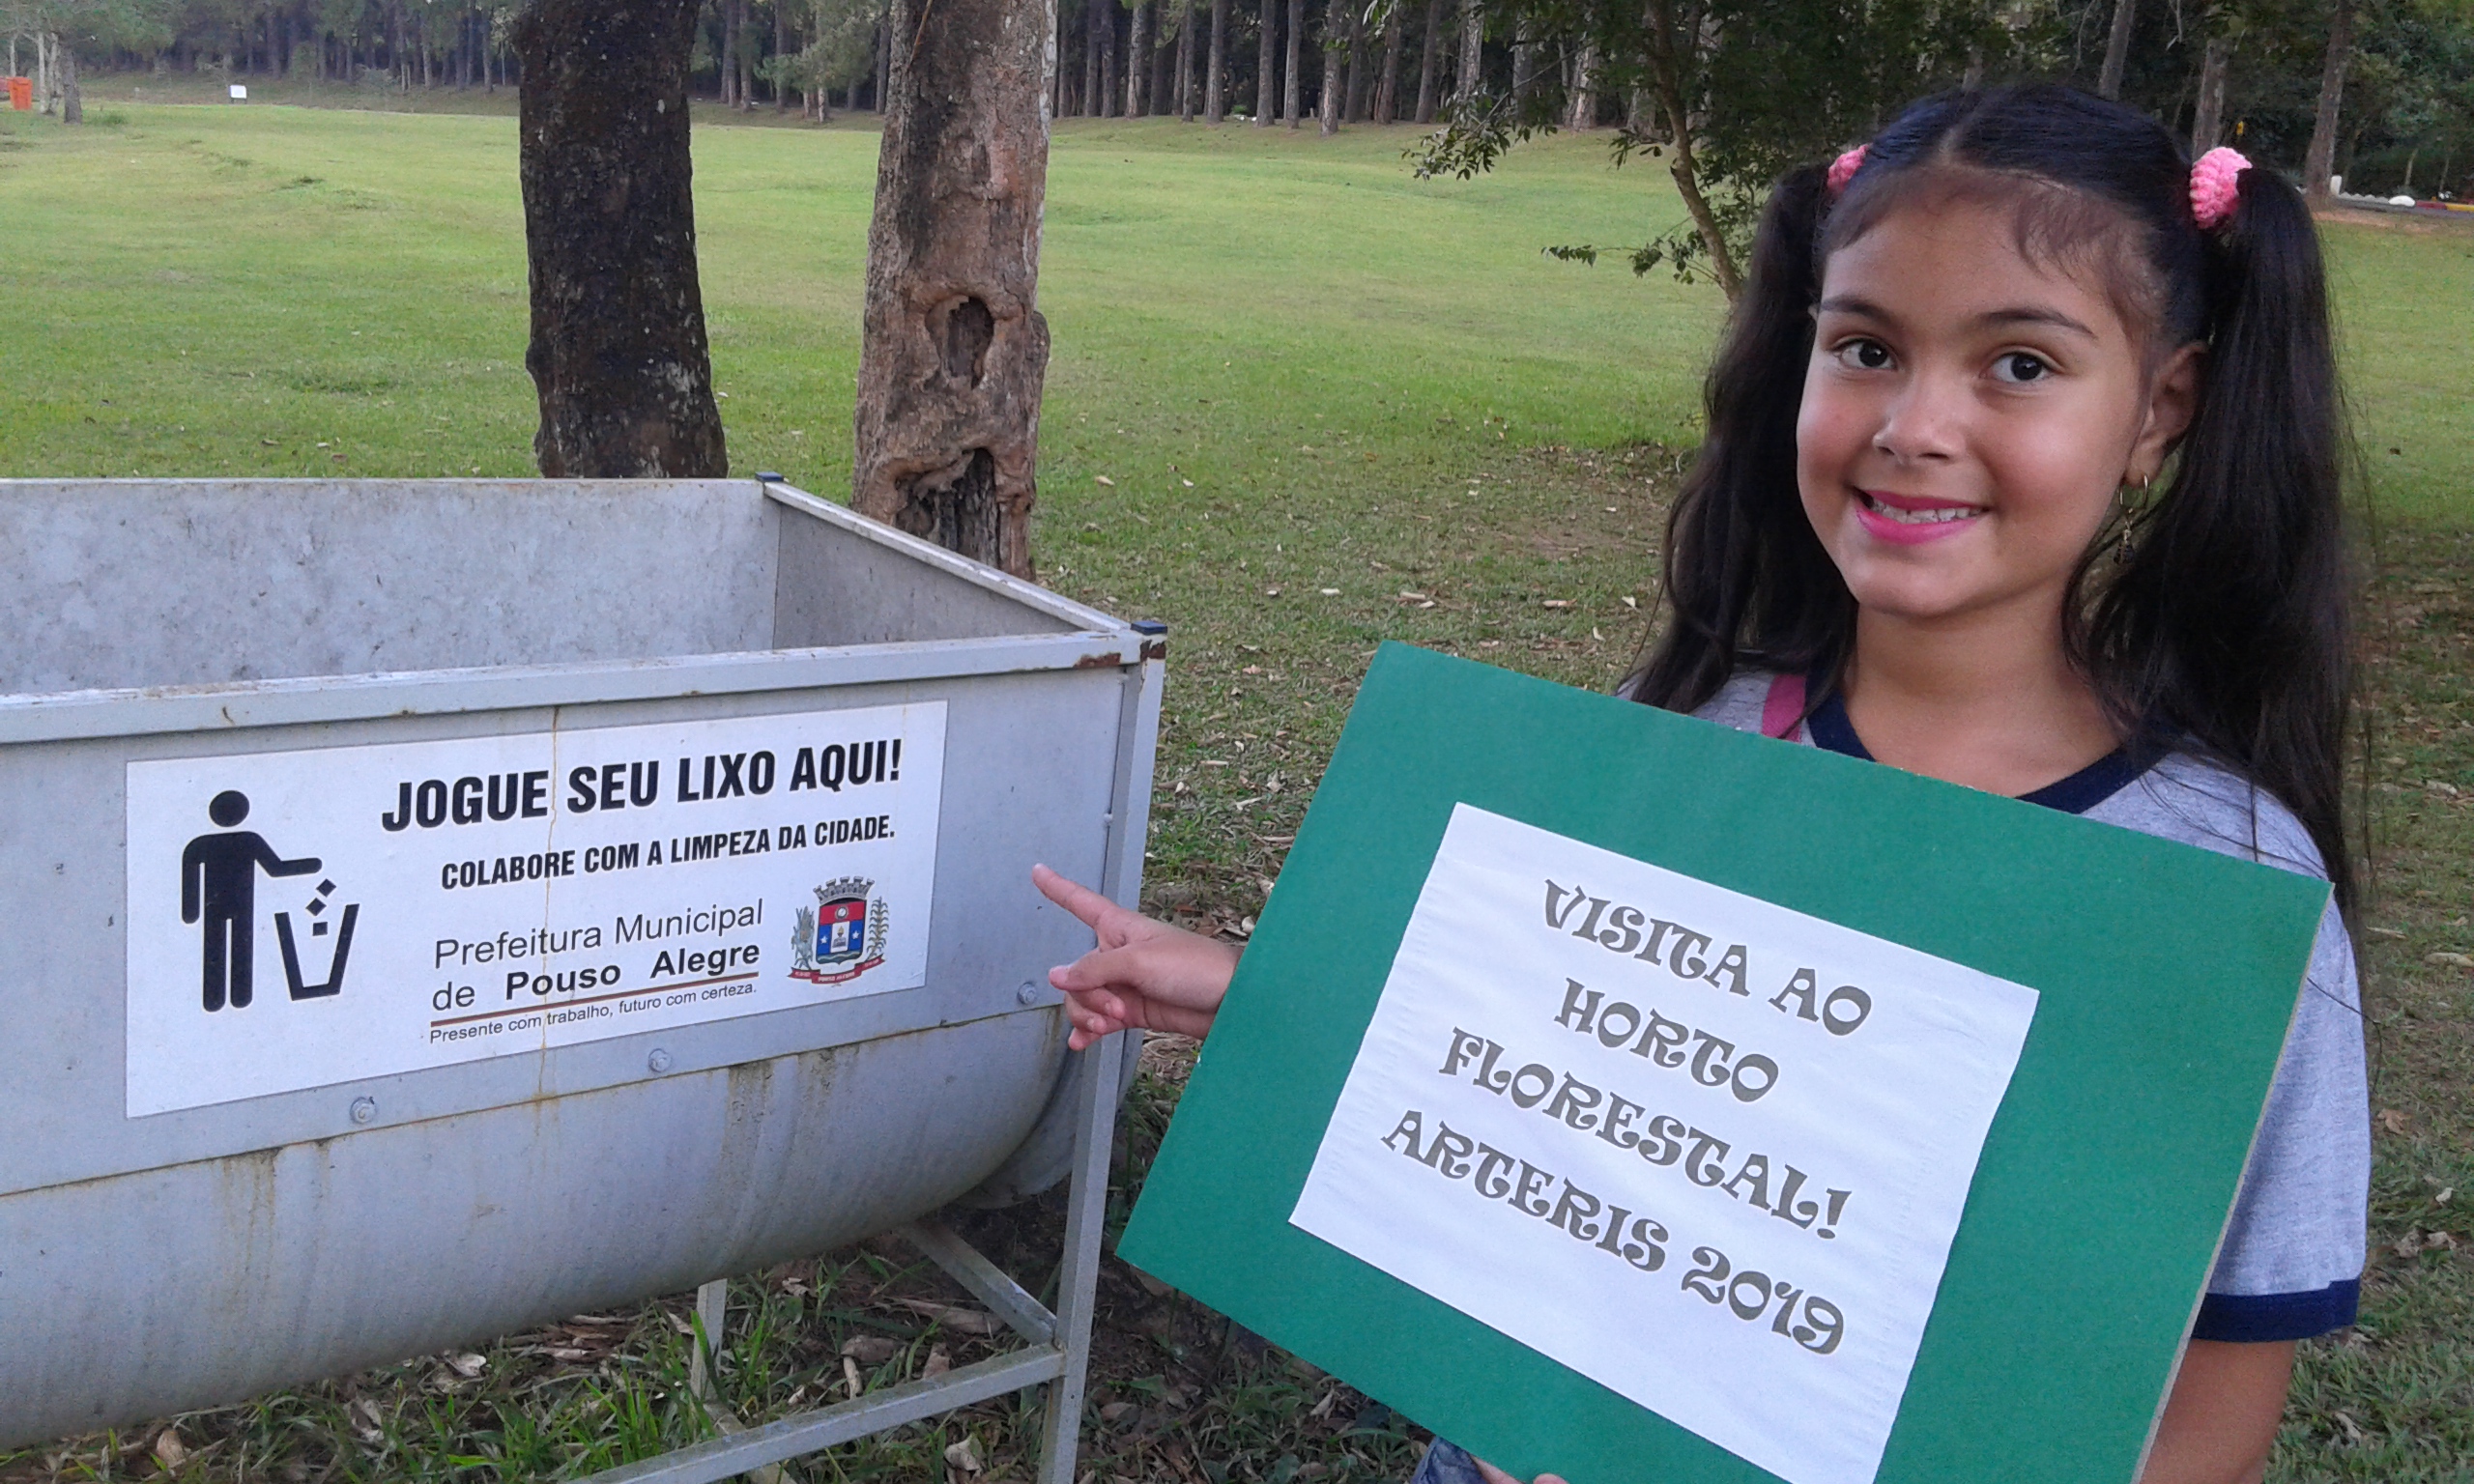 JOGUE SEU LIXO AQUI!
COLABORE COM A LIMPEZA DA CIDADE.
Prefeitura Municipal
de Pouso Alegre
Presente com trabalho, futuro com certeza.
VISITA AO
HORTO
FLORESTAL!
ARTERIS 2019